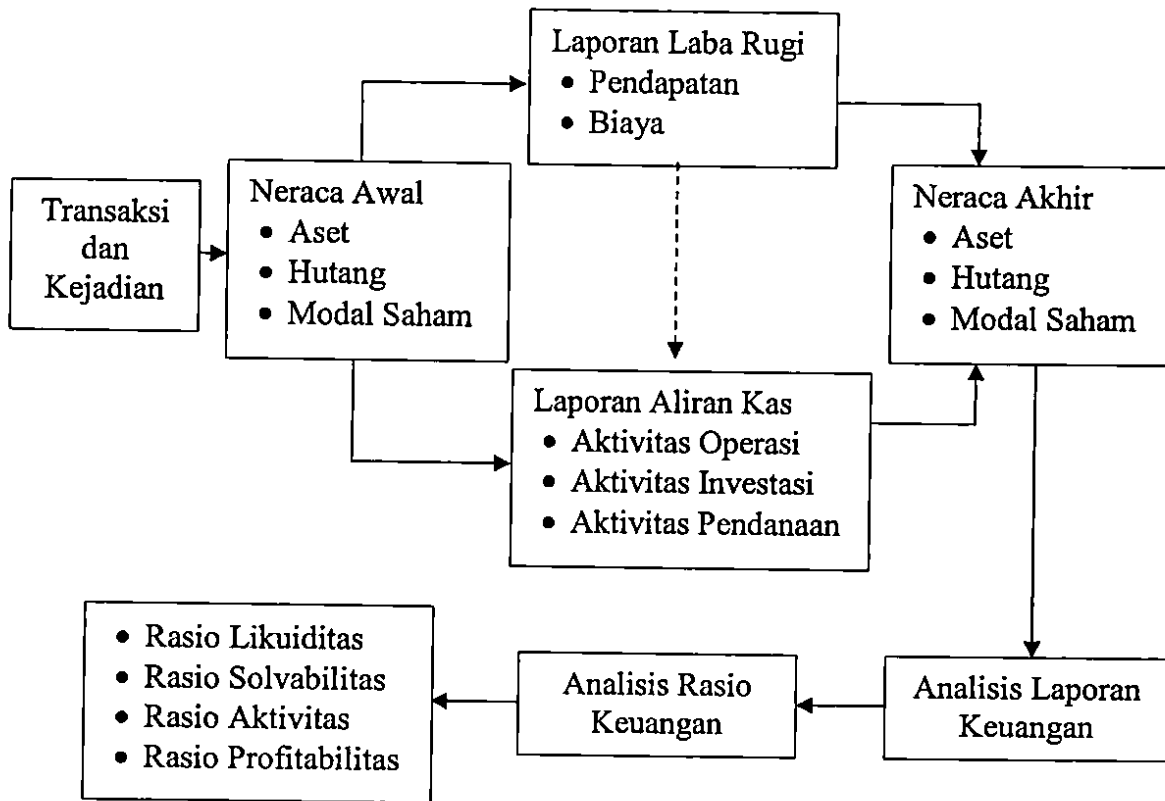 Laporan Laba Rugi
• Pendapatan
• Biaya
Transaksi
dan
Kejadian
Neraca Awal
• Aset
• Hutang
• Modal Saham
Neraca Akhir
• Aset
• Hutang
• Modal Saham
Laporan Aliran Kas
• Aktivitas Operasi
• Aktivitas Investasi
• Aktivitas Pendanaan
Analisis Laporan
Keuangan
Analisis Rasio
Keuangan
• Rasio Likuiditas
• Rasio Solvabilitas
• Rasio Aktivitas
• Rasio Profitabilitas